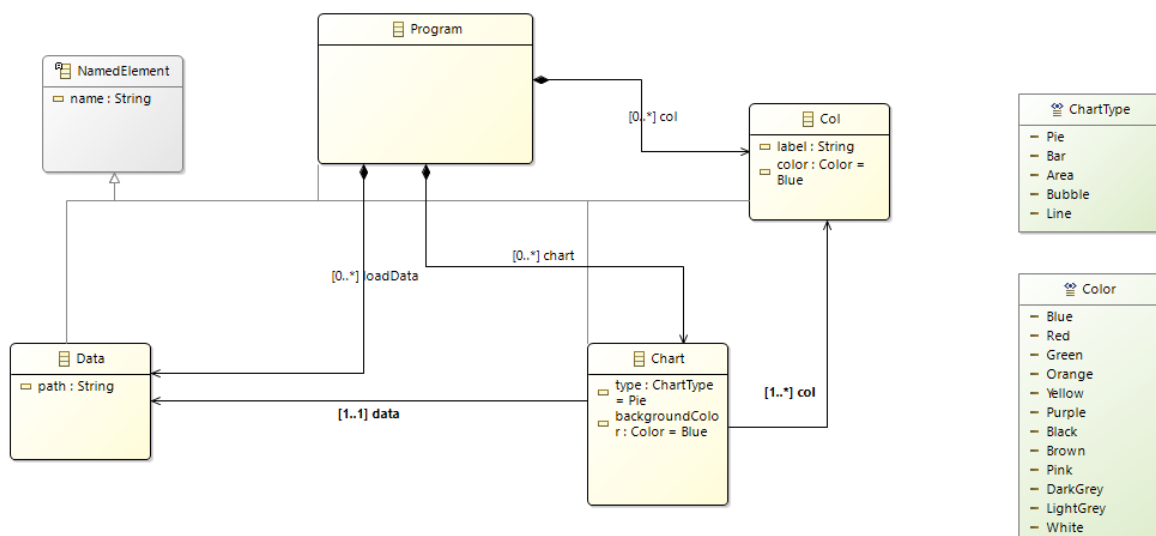 Program
NamedElement
name : String
[0..*] col
Col
label : String
color : Color =
Blue
ChartType
Pie
Bar
Area
Bubble
Line
[0..*] chart
[0..*] loadData
Color
Blue
Red
Green
Orange
Yellow
Purple
Black
Brown
Pink
DarkGrey
LightGrey
White
Data
path : String
[1..1] data
Chart
type : ChartType
= Pie
backgroundColo
r : Color = Blue
[1..*] col